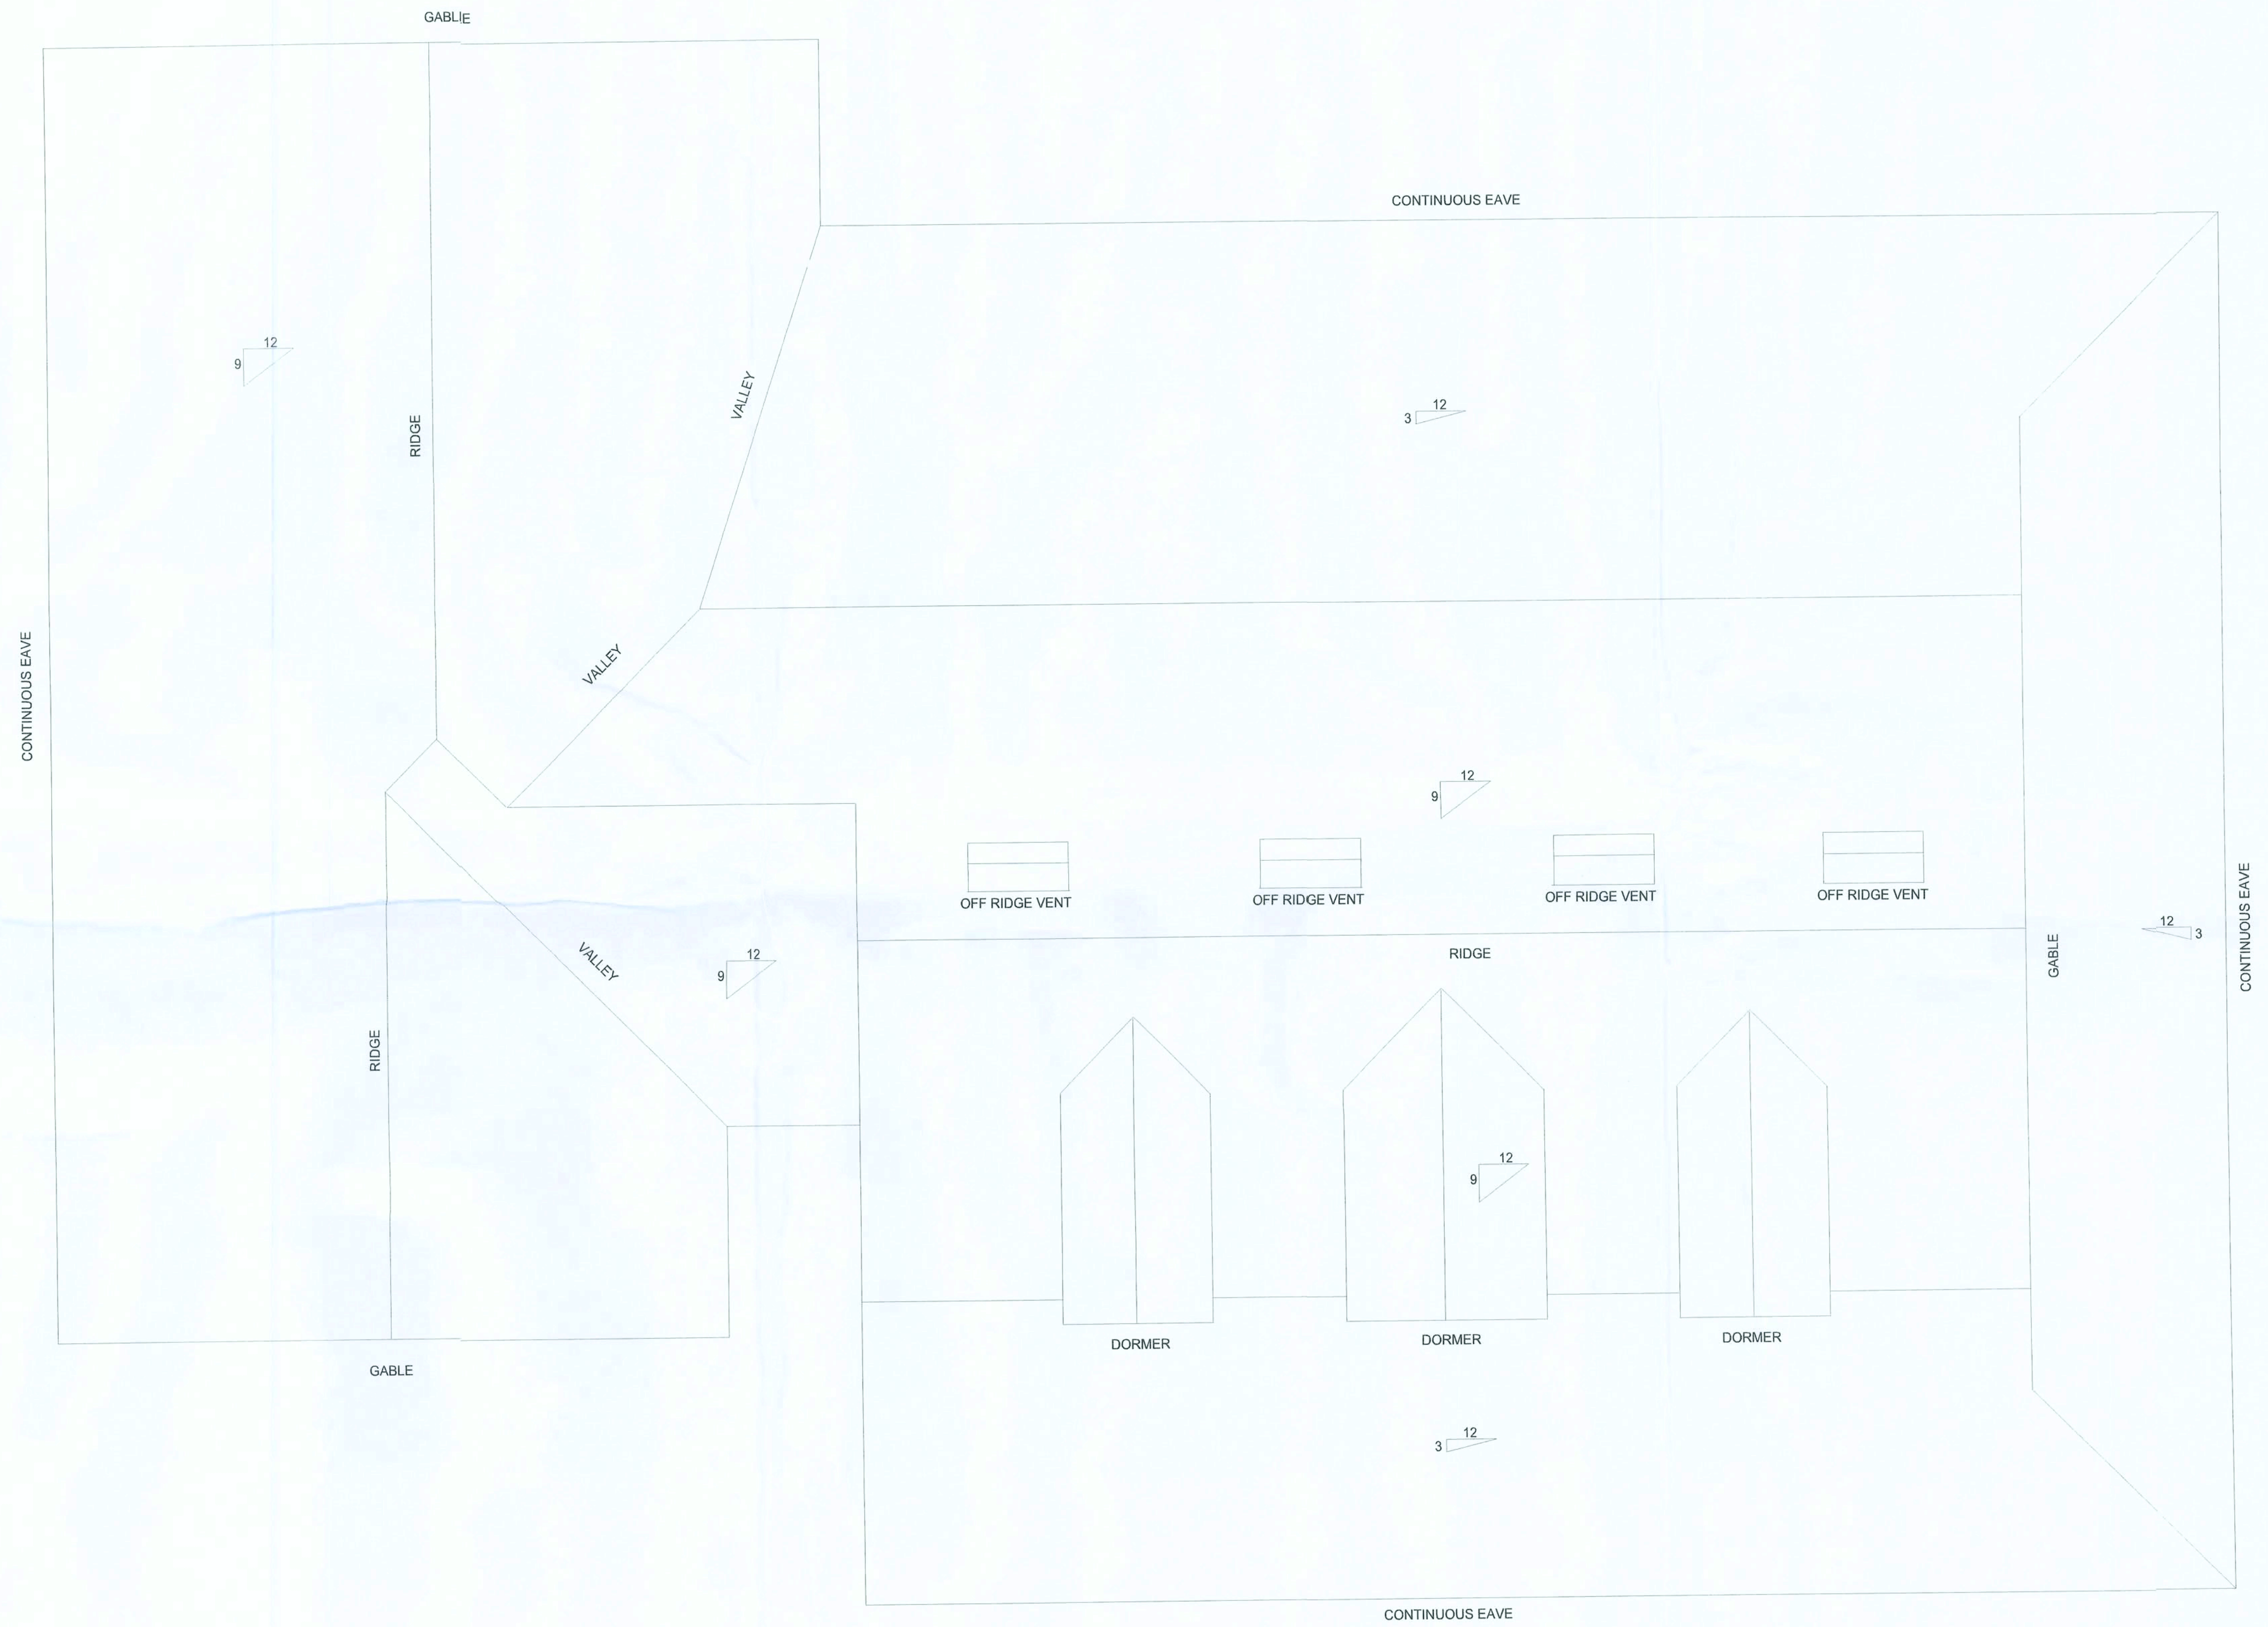 GABLIE
CONTINUOUS EAVE
12
9
RIDGE
VALLEY
12
3
CONTINUOUS EAVE
VALLEY
12
9
OFF RIDGE VENT
OFF RIDGE VENT
OFF RIDGE VENT
OFF RIDGE VENT
CONTINUOUS EAVE
12
3
GABLE
RIDGE
VALLEY
12
9
RIDGE
12
9
DORMER
DORMER
DORMER
GABLE
12
3
CONTINUOUS EAVE